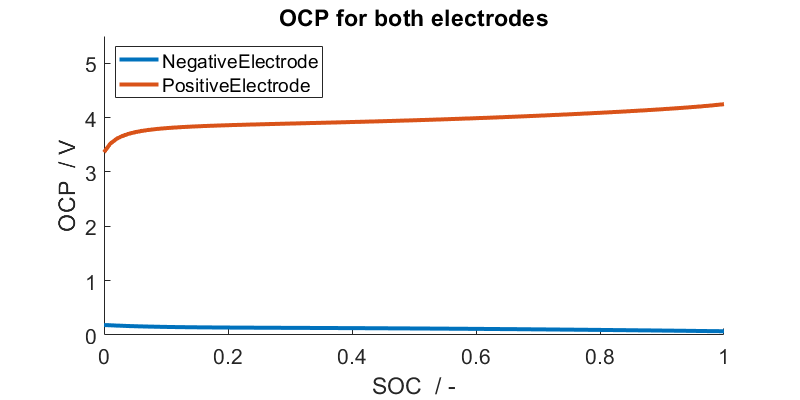 OCP for both electrodes
NegativeElectrode
PositiveElectrode
OCP / V
5
4
3
2
1
0
0 0.2 0.4 0.6 0.8 1
SOC / -